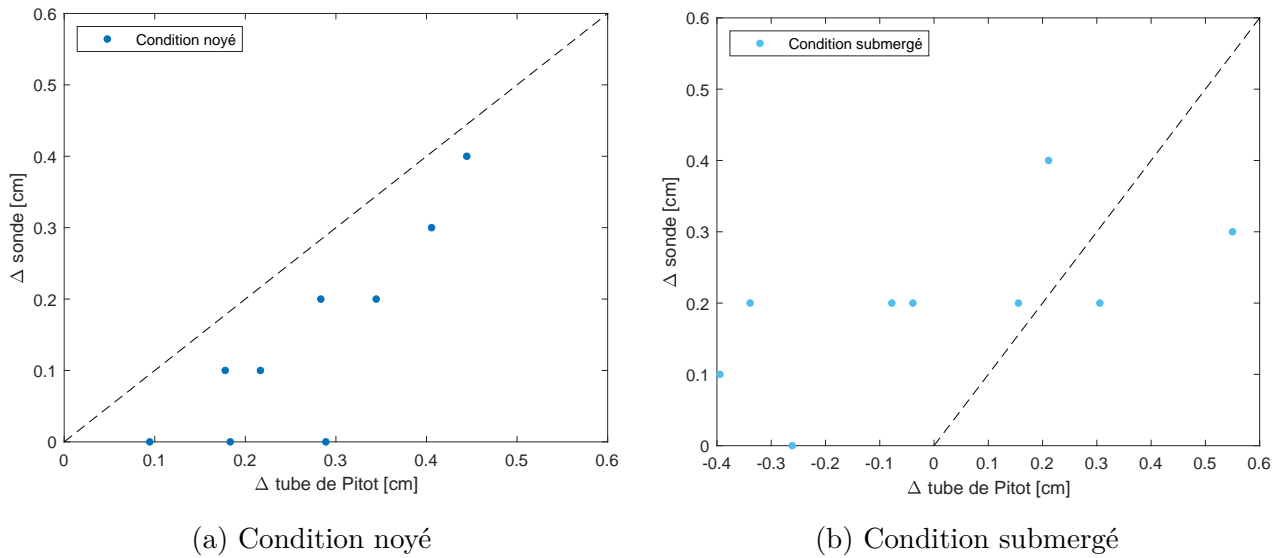 0.6
Condition noyé
0.5
0.4
0.3
0.2
0.1
0
Δ sonde [cm]
0 0.1 0.2 0.3 0.4 0.5 0.6
Δ tube de Pitot [cm]
(a) Condition noyé
0.6
Condition submergé
0.5
0.4
0.3
0.2
0.1
0
Δ sonde [cm]
-0.4 -0.3 -0.2 -0.1 0 0.1 0.2 0.3 0.4 0.5 0.6
Δ tube de Pitot [cm]
(b) Condition submergé